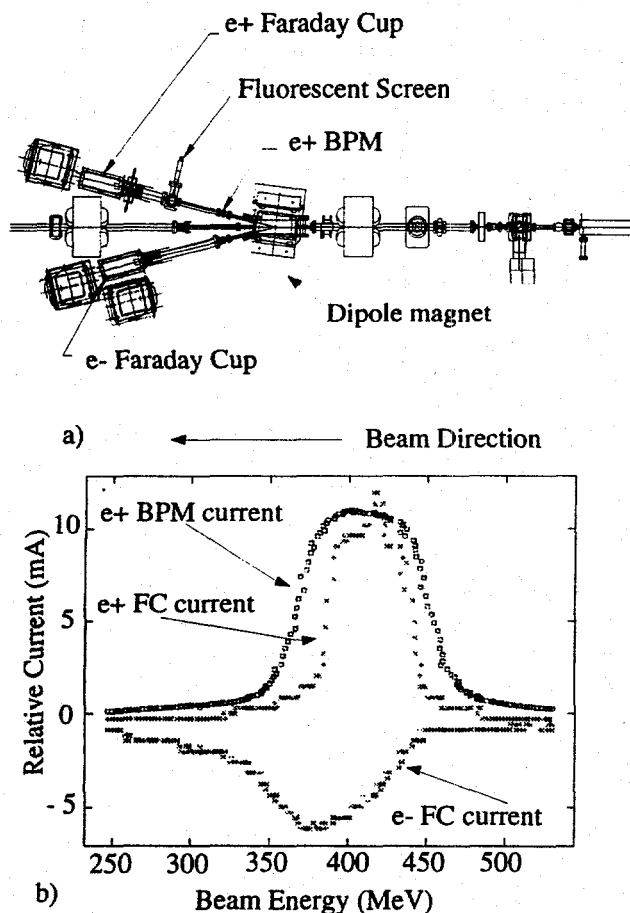 e+ Faraday Cup
Fluorescent Screen
e+ BPM
Dipole magnet
e- Faraday Cup
a)
Beam Direction
e+ BPM current
e+ FC current
e- FC current
Relative Current (mA)
10
5
0
- 5
250 300 350 400 450 500
Beam Energy (MeV)
b)